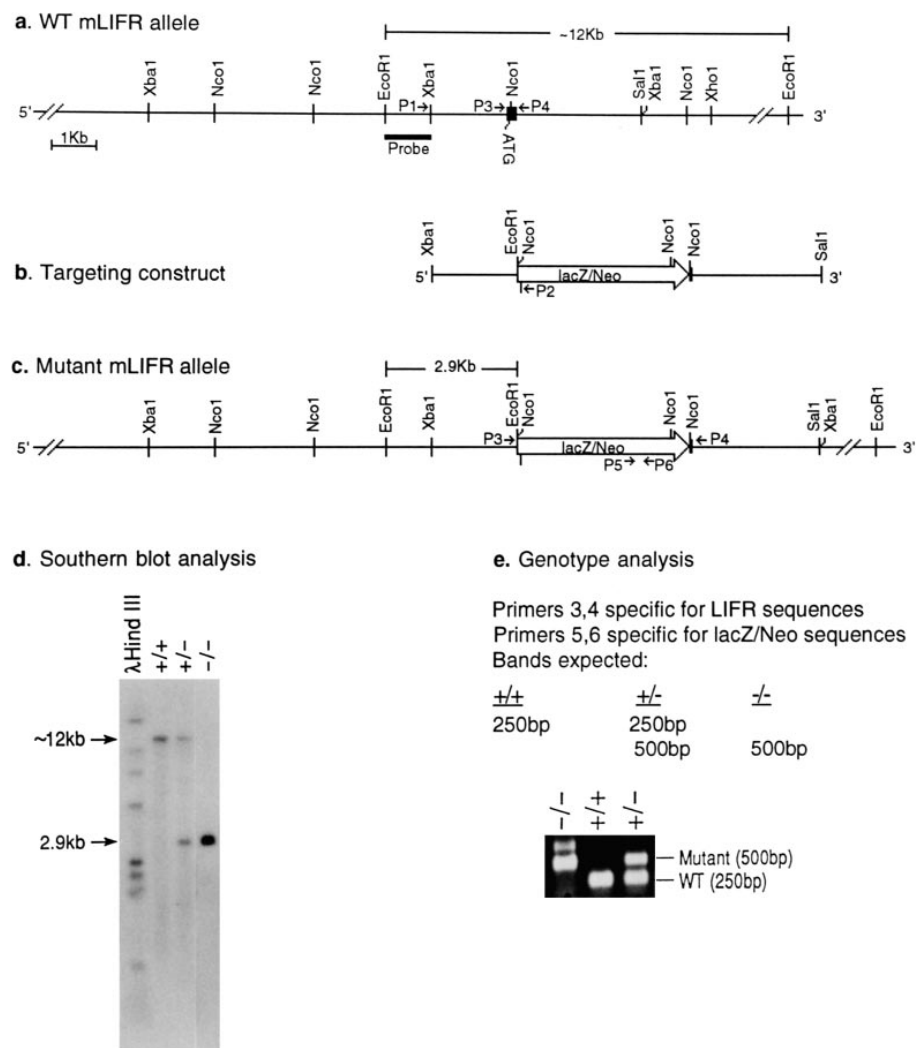 a. WT mLIFR allele
~12Kb
Xba1 Nco1 Nco1 EcoR1 Xba1 Nco1 Sal1 Xba1 Nco1 Xho1 EcoR1
P1→ P3→ ←P4
5' 3'
1Kb
Probe
ATG
b. Targeting construct
Xba1 EcoR1 Nco1 Nco1 Nco1 Sal1
5' lacZ/Neo 3'
←P2
c. Mutant mLIFR allele
2.9Kb
Xba1 Nco1 Nco1 EcoR1 Xba1 EcoR1 Nco1 Nco1 Nco1 Sal1 Xba1 EcoR1
P3→ ←P4
5' lacZ/Neo 3'
P5→ ←P6
d. Southern blot analysis
λHind III +/+ +/- -/-
~12kb
2.9kb
e. Genotype analysis
Primers 3,4 specific for LIFR sequences
Primers 5,6 specific for lacZ/Neo sequences
Bands expected:
+/+ +/- -/-
250bp 250bp
500bp 500bp
-/- +/+ +/-
Mutant (500bp)
WT (250bp)